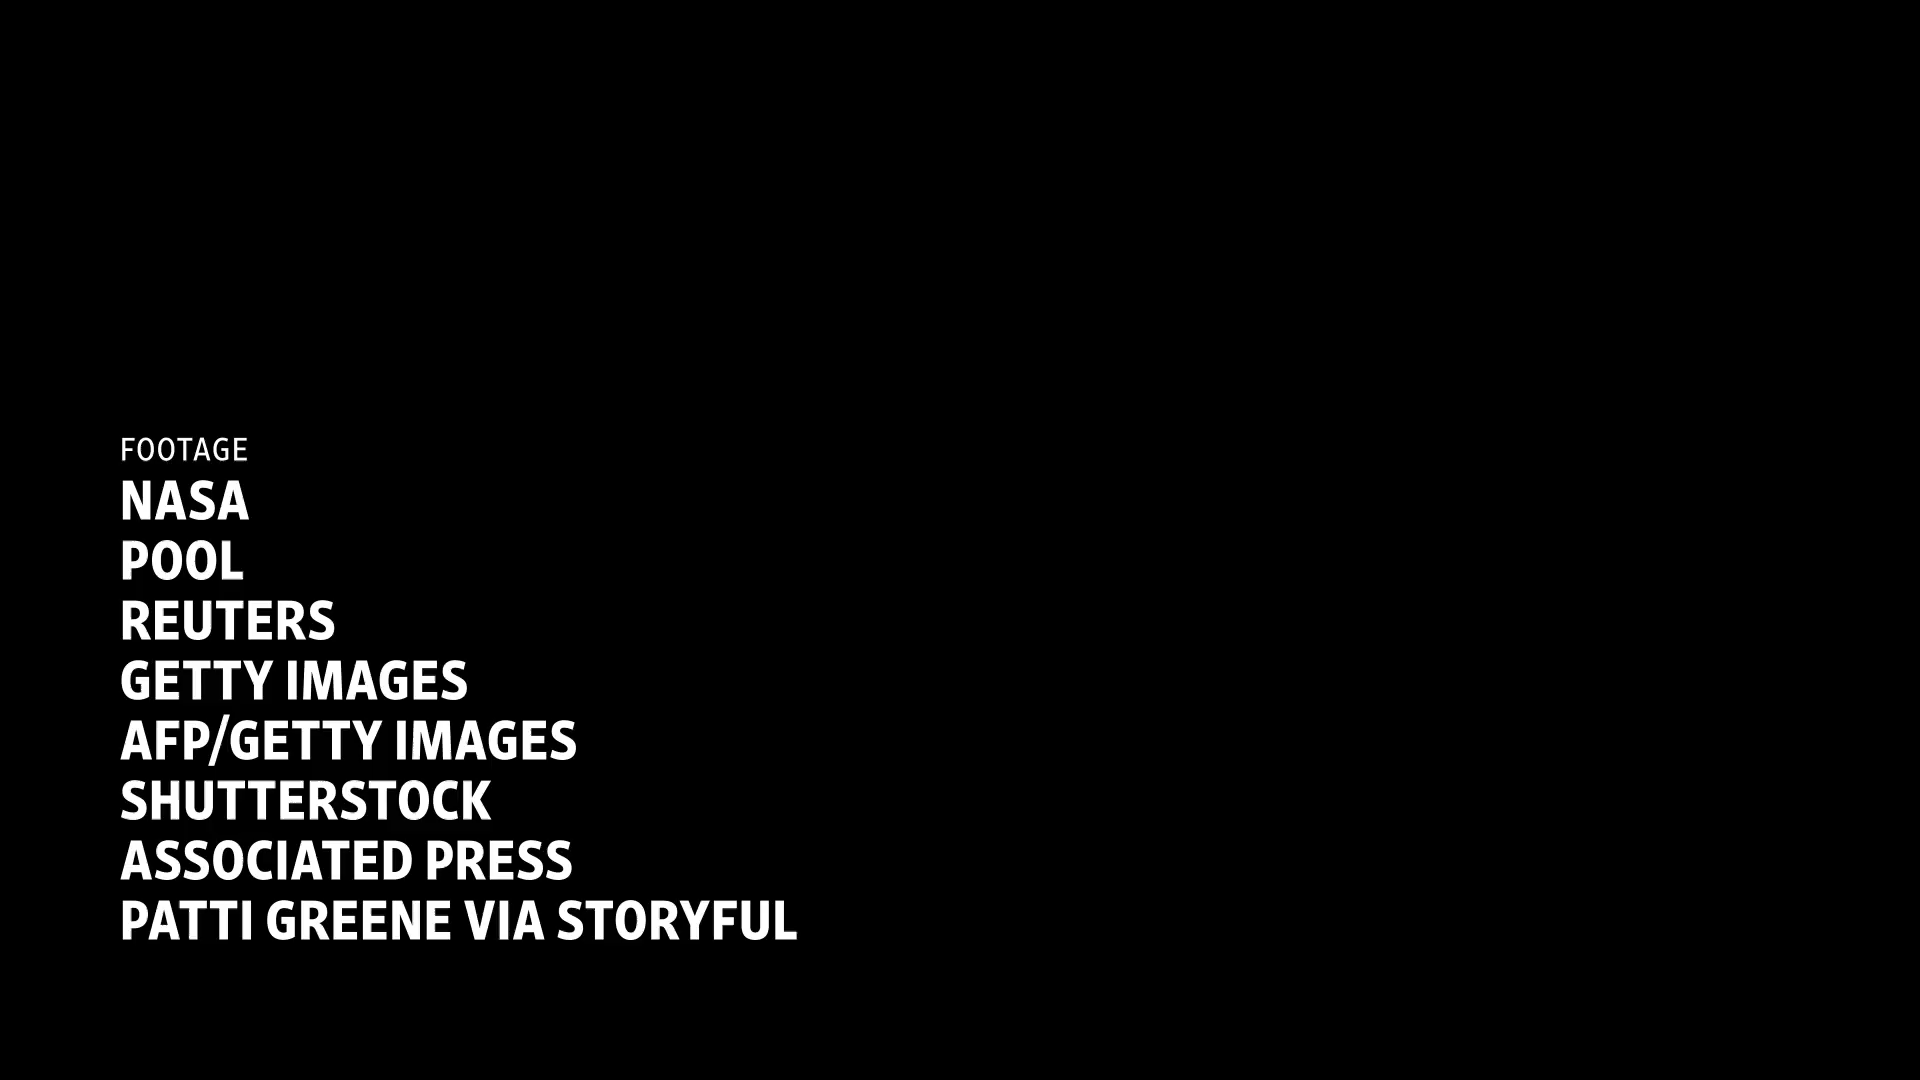 FOOTAGE
NASA
POOL
REUTERS
GETTY IMAGES
AFP/GETTY IMAGES
SHUTTERSTOCK
ASSOCIATED PRESS
PATTI GREENE VIA STORYFUL